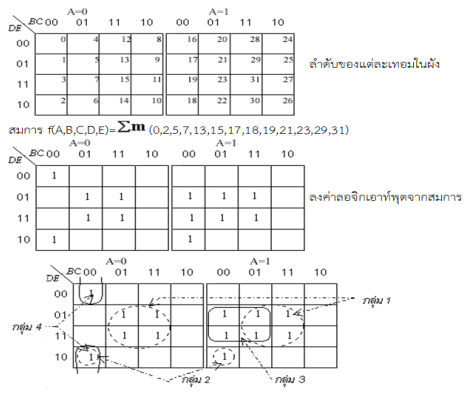 A=0 A=1
BC 00 01 11 10 00 01 11 10
DE
00 0 4 12 8 16 20 28 24
01 1 5 13 9 17 21 29 25
11 3 7 15 11 19 23 31 27
10 2 6 14 10 18 22 30 26
ลำดับของแต่ละเทอมในผัง
สมการ f(A,B,C,D,E)=∑m (0,2,5,7,13,15,17,18,19,21,23,29,31)
A=0 A=1
BC 00 01 11 10 00 01 11 10
DE
00 1
01 1 1 1 1 1
11 1 1 1 1 1
10 1 1
ลงค่าลอจิกเอาท์พุตจากสมการ
A=0 A=1
BC 00 01 11 10 00 01 11 10
DE
00 1
01 1 1 1 1 1
11 1 1 1 1 1
10 1 1
กลุ่ม 1
กลุ่ม 4
กลุ่ม 2
กลุ่ม 3